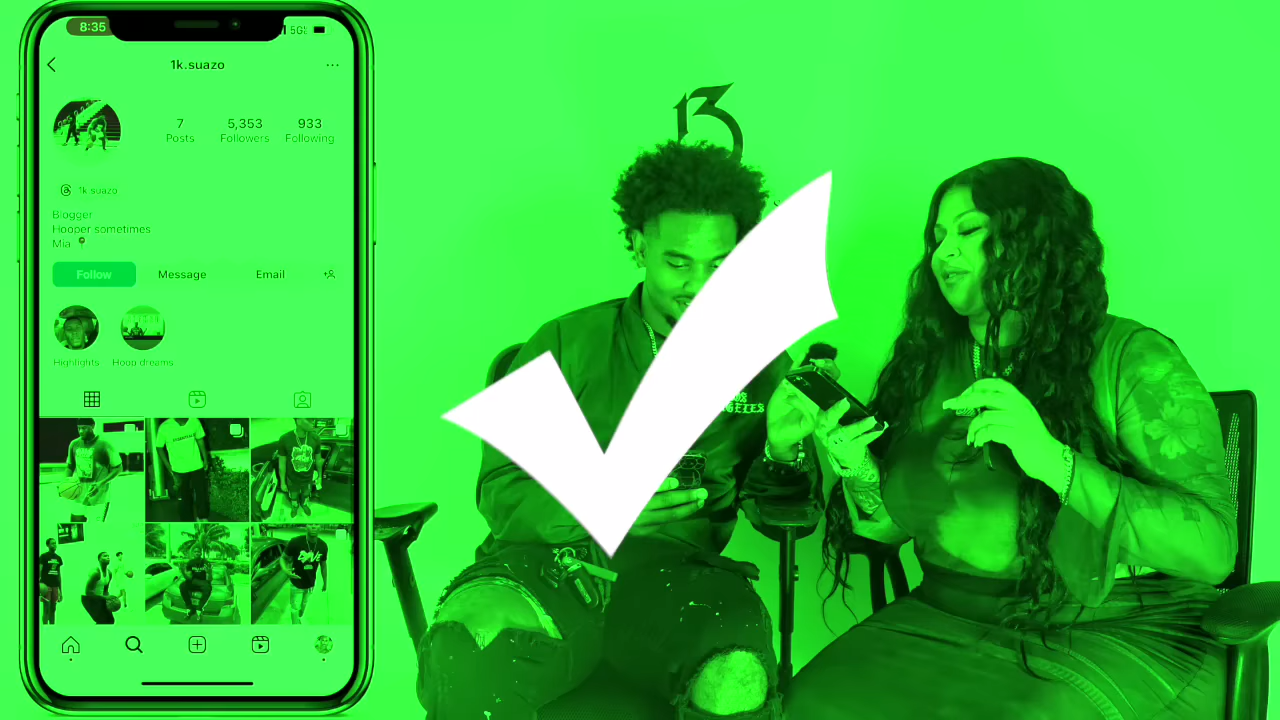 8:35
5G
1k.suazo
7
5,353
933
Posts
Followers
Following
1k.suazo
Blogger
Hooper sometimes
Mia
Follow
Message
Email
Highlights
Hoop dreams
13